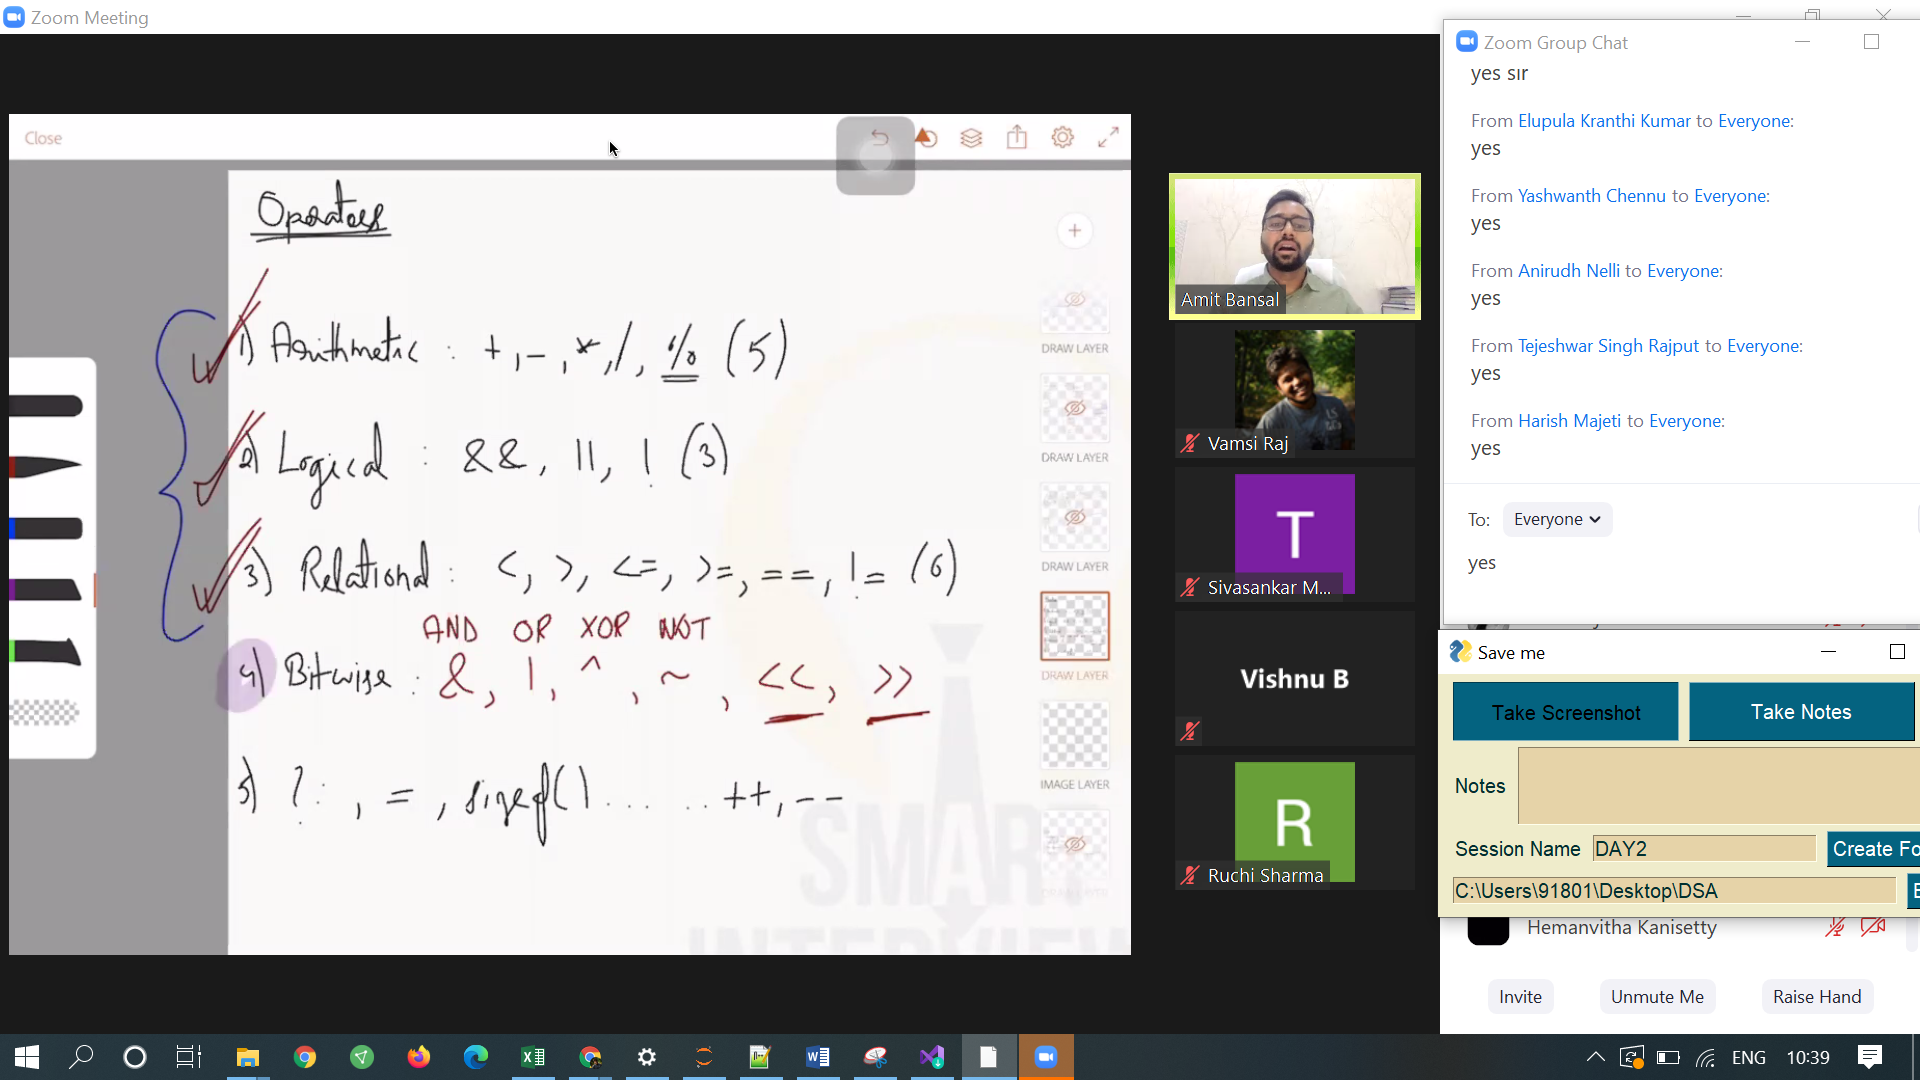 Zoom Meeting
Close
Operators
1) Arithmetic : +, -, *, /, % (5)
2) Logical : &&, ||, ! (3)
3) Relational : <, >, <=, >=, ==, != (6)
AND OR XOR NOT
4) Bitwise : &, |, ^, ~, <<, >>
5) ?: , = , sizeof() . . . . . . ++, --
DRAW LAYER
DRAW LAYER
DRAW LAYER
DRAW LAYER
IMAGE LAYER
SMART
INTERVIEW
Amit Bansal
Vamsi Raj
T
Sivasankar M...
Vishnu B
R
Ruchi Sharma
Zoom Group Chat
yes sir
From Elupula Kranthi Kumar to Everyone:
yes
From Yashwanth Chennu to Everyone:
yes
From Anirudh Nelli to Everyone:
yes
From Tejeshwar Singh Rajput to Everyone:
yes
From Harish Majeti to Everyone:
yes
To: Everyone
yes
Save me
Take Screenshot Take Notes
Notes
Session Name DAY2 Create Fo
C:\Users\91801\Desktop\DSA
Hemanvitha Kanisetty
Invite Unmute Me Raise Hand
ENG 10:39